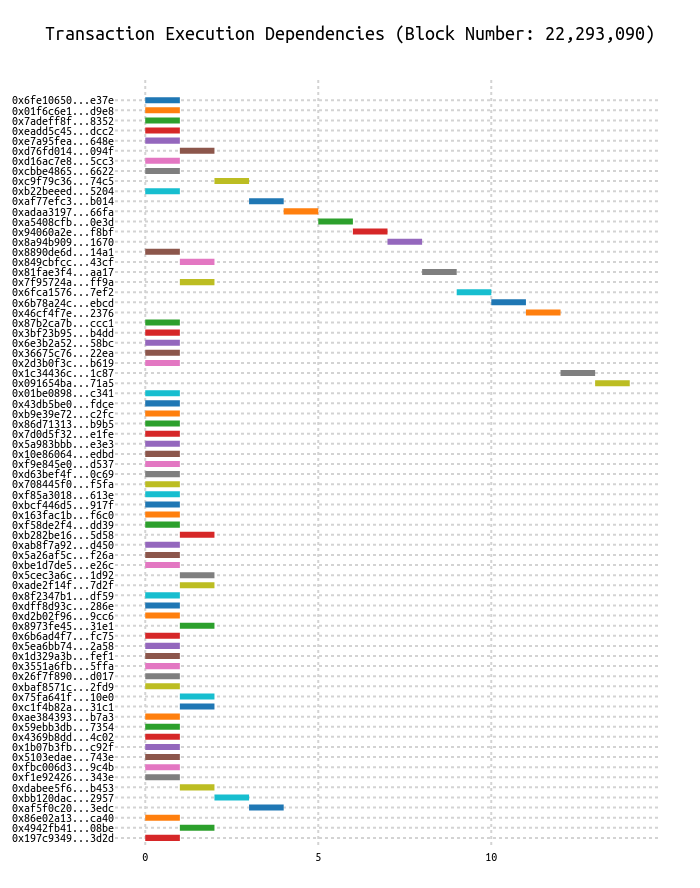 Transaction Execution Dependencies (Block Number: 22,293,090)
0x6fe10650...e37e
0x01f6c6e1...d9e8
0x7adeff8f...8352
0xeadd5c45...dcc2
0xe7a95fea...648e
0xd76fd014...094f
0xd16ac7e8...5cc3
0xcbbe4865...6622
0xc9f79c36...74c5
0xb22beeed...5204
0xaf77efc3...b014
0xadaa3197...66fa
0xa5408cfb...0e3d
0x94060a2e...f8bf
0x8a94b909...1670
0x8890de6d...14a1
0x849cbfcc...43cf
0x81fae3f4...aa17
0x7f95724a...ff9a
0x6fca1576...7ef2
0x6b78a24c...ebcd
0x46cf4f7e...2376
0x87b2ca7b...ccc1
0x3bf23b95...b4dd
0x6e3b2a52...58bc
0x36675c76...22ea
0x2d3b0f3c...b619
0x1c34436c...1c87
0x091654ba...71a5
0x01be0898...c341
0x43db5be0...fdce
0xb9e39e72...c2fc
0x86d71313...b9b5
0x7d0d5f32...e1fe
0x5a983bbb...e3e3
0x10e86064...edbd
0xf9e845e0...d537
0xd63bef4f...0c69
0x708445f0...f5fa
0xf85a3018...613e
0xbcf446d5...917f
0x163fac1b...f6c0
0xf58de2f4...dd39
0xb282be16...5d58
0xab8f7a92...d450
0x5a26af5c...f26a
0xbe1d7de5...e26c
0x5cec3a6c...1d92
0xade2f14f...7d2f
0x8f2347b1...df59
0xdff8d93c...286e
0xd2b02f96...9cc6
0x8973fe45...31e1
0x6b6ad4f7...fc75
0x5ea6bb74...2a58
0x1d329a3b...fef1
0x3551a6fb...5ffa
0x26f7f890...d017
0xbaf8571c...2fd9
0x75fa641f...10e0
0xc1f4b82a...31c1
0xae384393...b7a3
0x59ebb3db...7354
0x4369b8dd...4c02
0x1b07b3fb...c92f
0x5103edae...743e
0xfbc006d3...9c4b
0xf1e92426...343e
0xdabee5f6...b453
0xbb120dac...2957
0xaf5f0c20...3edc
0x86e02a13...ca40
0x4942fb41...08be
0x197c9349...3d2d
0 5 10